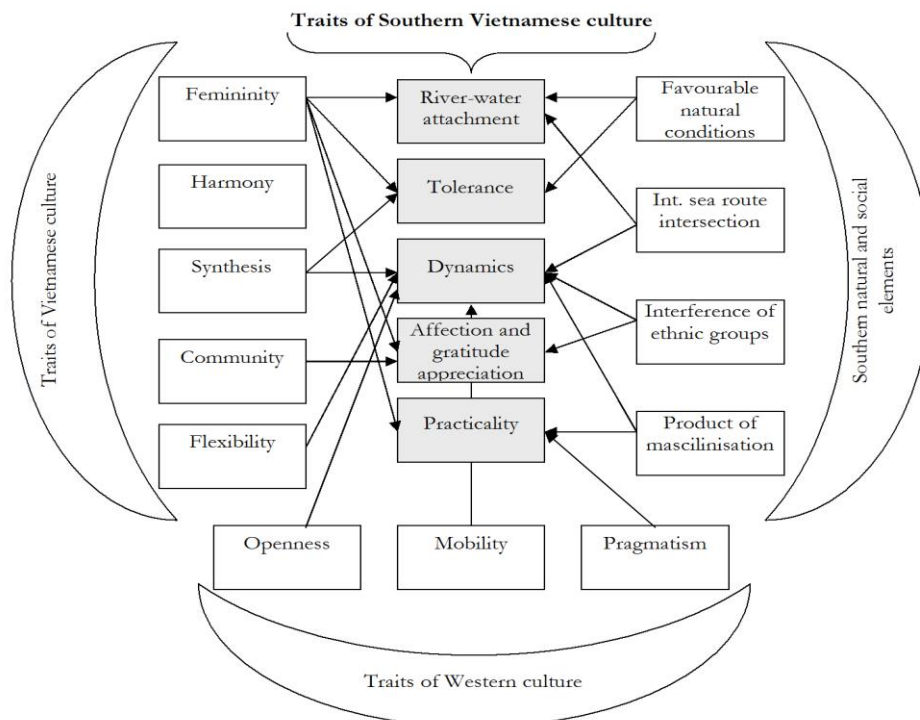 Traits of Southern Vietnamese culture
Traits of Vietnamese culture
Femininity
Harmony
Synthesis
Community
Flexibility
River-water
attachment
Tolerance
Dynamics
Affection and
gratitude
appreciation
Practicality
Favourable
natural
conditions
Int. sea route
intersection
Interference of
ethnic groups
Product of
mascilinisation
Southern natural and social
elements
Openness
Mobility
Pragmatism
Traits of Western culture